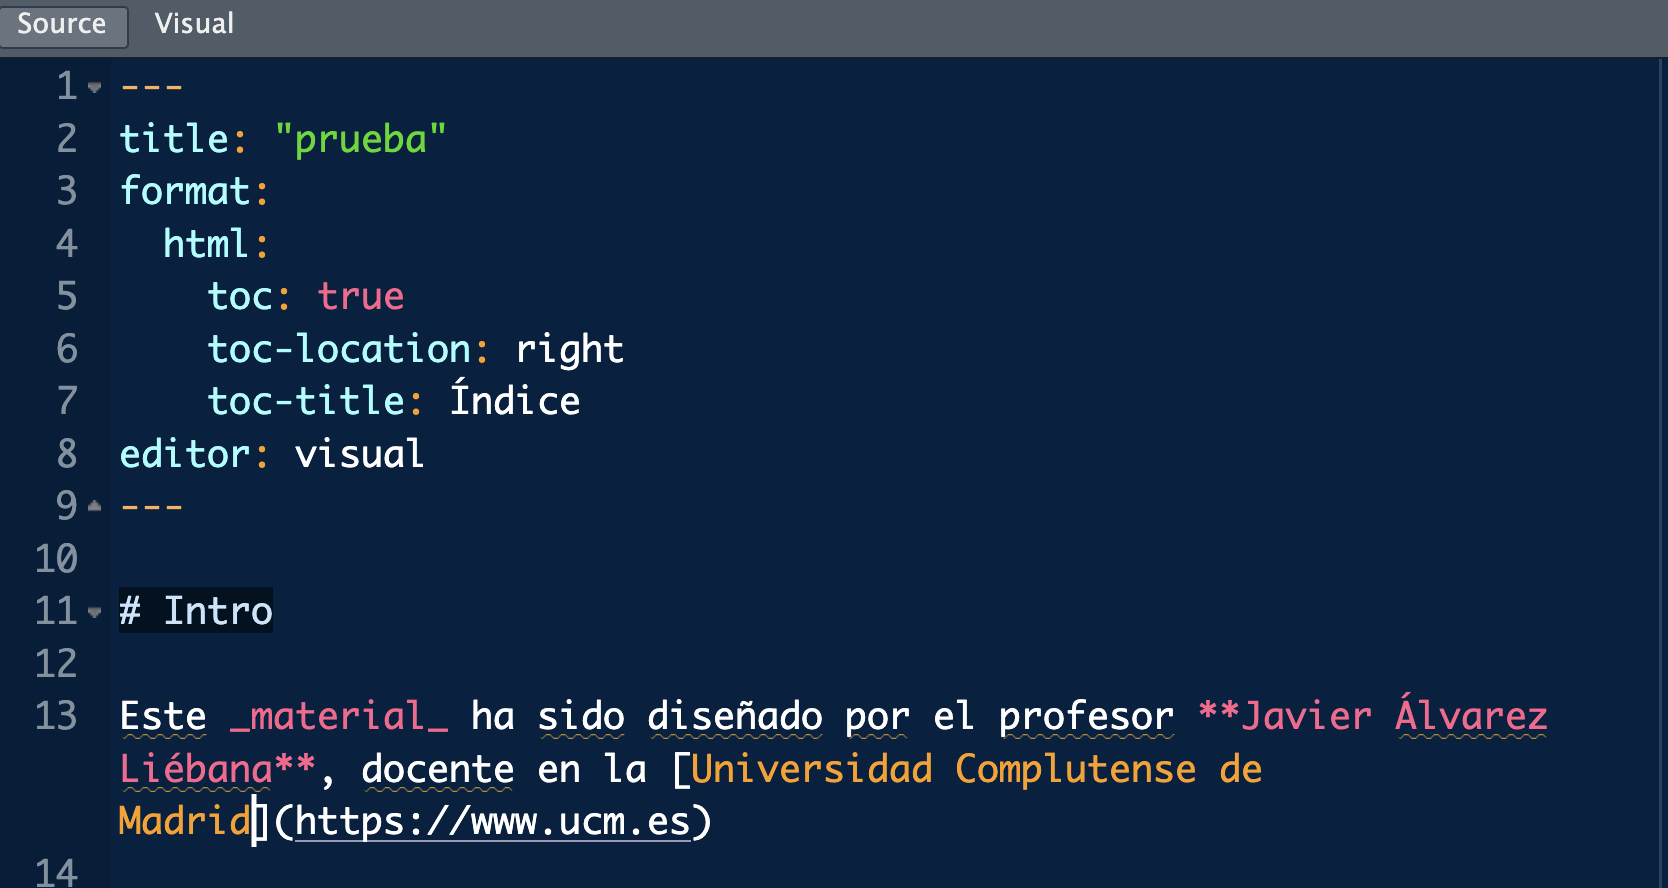 Source Visual
1 ---
2 title: "prueba"
3 format:
4   html:
5     toc: true
6     toc-location: right
7     toc-title: Índice
8 editor: visual
9 ---
10
11 # Intro
12
13 Este _material_ ha sido diseñado por el profesor **Javier Álvarez
Liébana**, docente en la [Universidad Complutense de
Madrid](https://www.ucm.es)
14